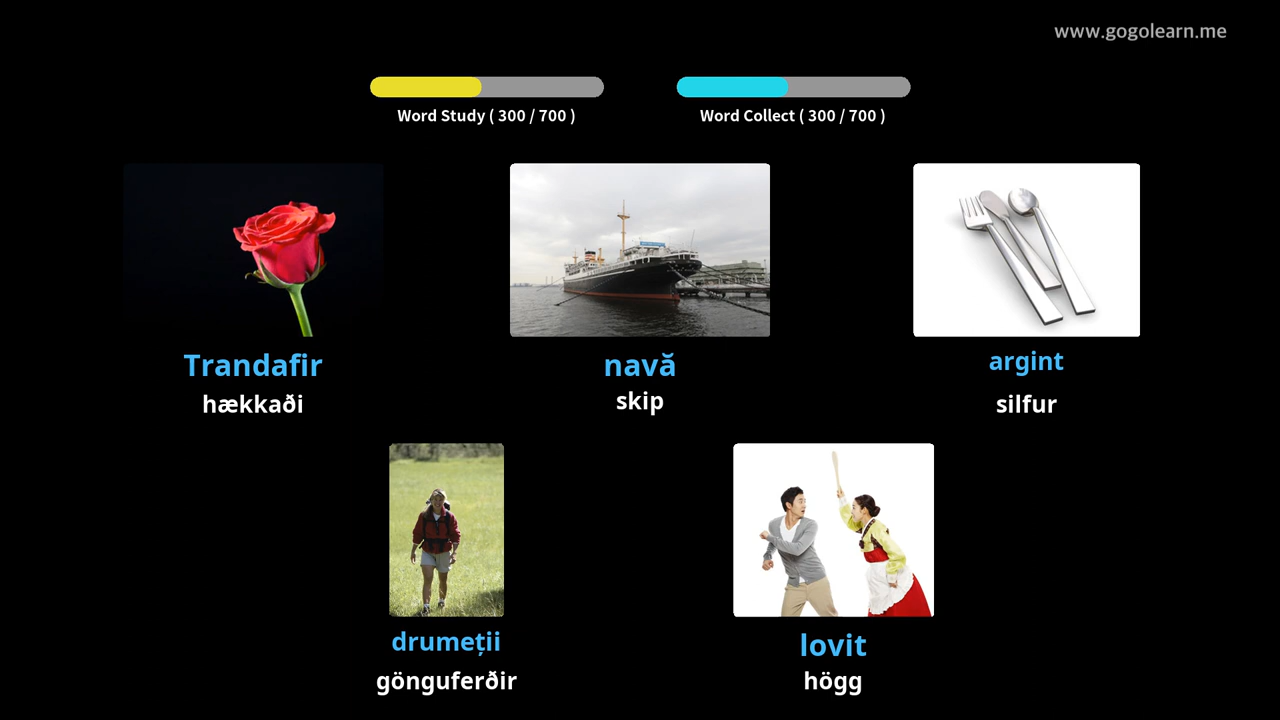 www.gogolearn.me
Word Study ( 300 / 700 )
Word Collect ( 300 / 700 )
Trandafir
hækkaði
navă
skip
argint
silfur
drumeții
gönguferðir
lovit
högg